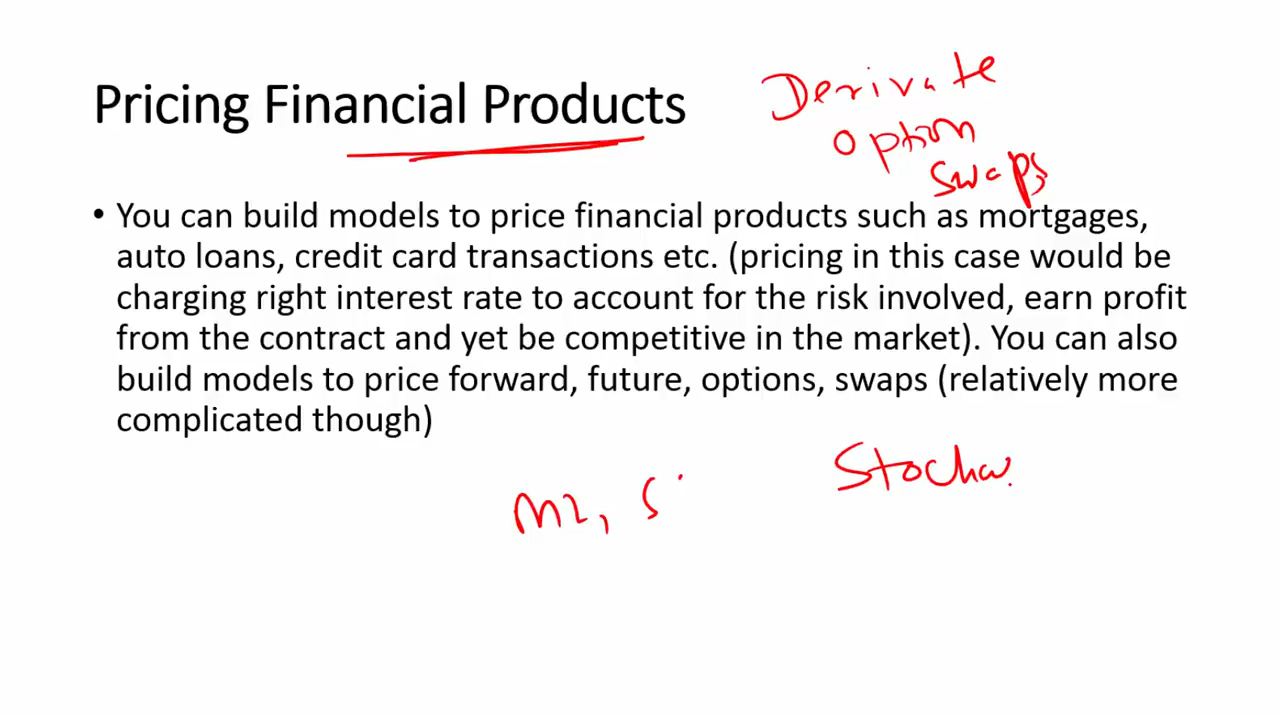 Pricing Financial Products
Derivate
option
swaps
• You can build models to price financial products such as mortgages,
auto loans, credit card transactions etc. (pricing in this case would be
charging right interest rate to account for the risk involved, earn profit
from the contract and yet be competitive in the market). You can also
build models to price forward, future, options, swaps (relatively more
complicated though)
Stocha